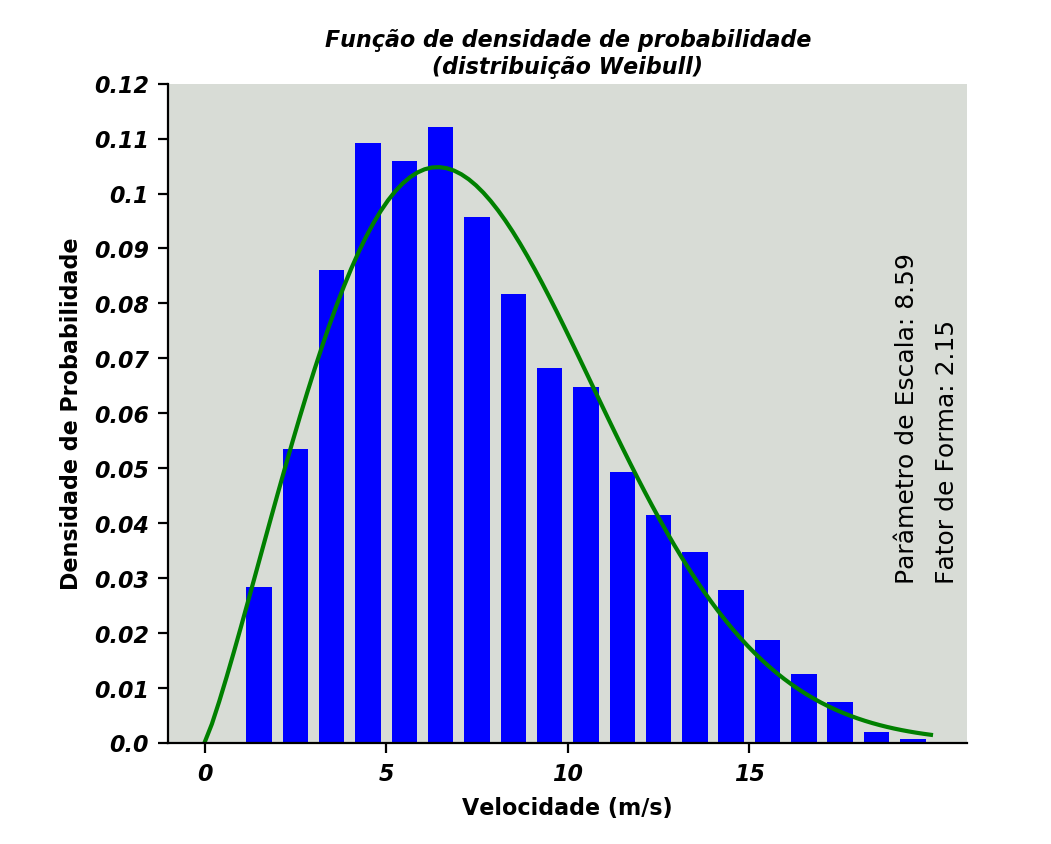 Função de densidade de probabilidade
(distribuição Weibull)
0.12
0.11
0.1
0.09
0.08
0.07
0.06
0.05
0.04
0.03
0.02
0.01
0.0
Densidade de Probabilidade
Parâmetro de Escala: 8.59
Fator de Forma: 2.15
0 5 10 15
Velocidade (m/s)